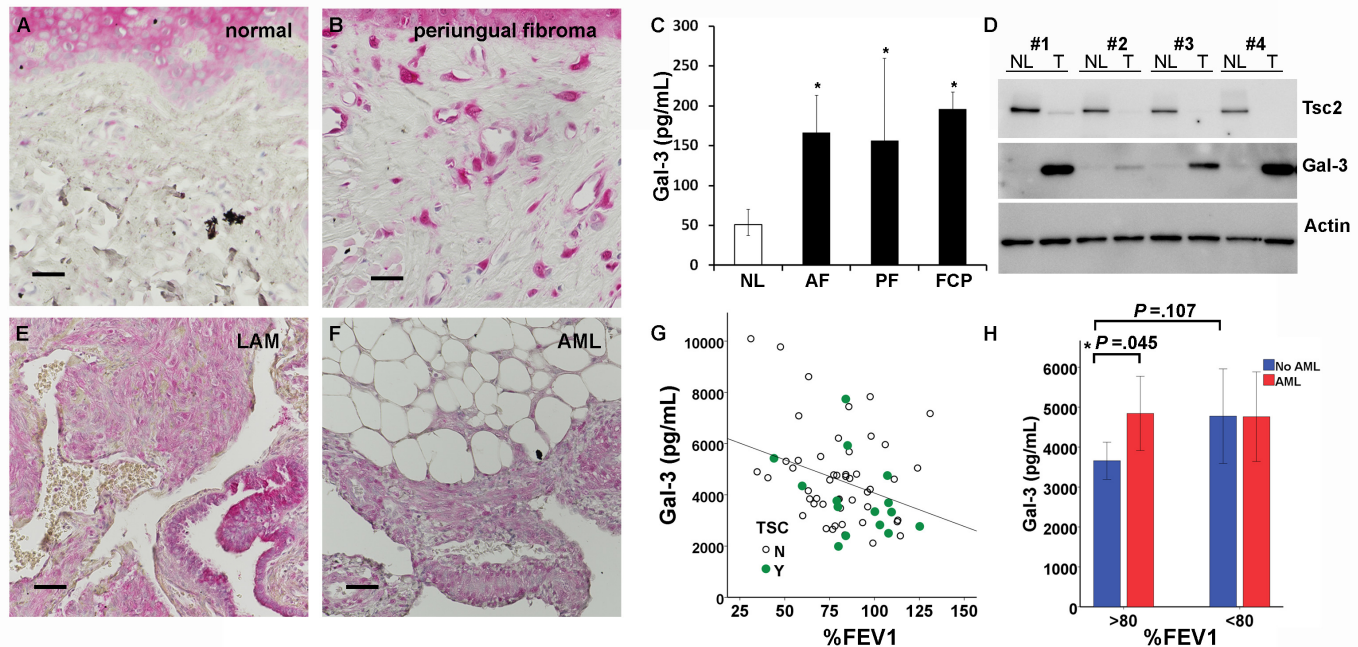 A
normal
B
periungual fibroma
C
300
250
200
150
100
50
0
Gal-3 (pg/mL)
*
*
*
NL
AF
PF
FCP
D
#1
#2
#3
#4
NL T
NL T
NL T
NL T
Tsc2
Gal-3
Actin
E
LAM
F
AML
G
10000
8000
6000
4000
2000
0
Gal-3 (pg/mL)
TSC
N
Y
25
50
75
100
125
150
%FEV1
H
P =.107
* P =.045
No AML
AML
6000
5000
4000
3000
2000
1000
0
Gal-3 (pg/mL)
>80
<80
%FEV1